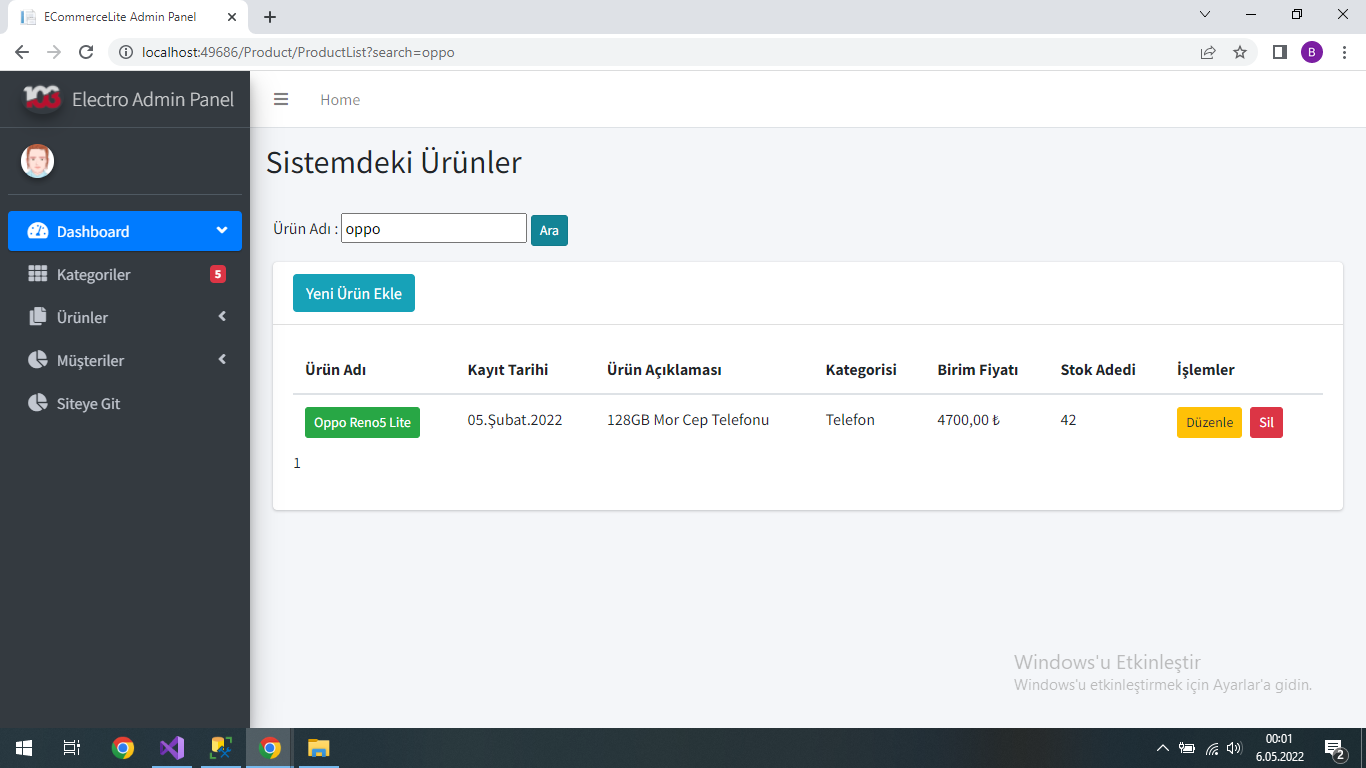 ECommerceLite Admin Panel
localhost:49686/Product/ProductList?search=oppo
B
100 Electro Admin Panel
Home
Sistemdeki Ürünler
Dashboard
Kategoriler 5
Ürünler
Müşteriler
Siteye Git
Ürün Adı : oppo Ara
Yeni Ürün Ekle
Ürün Adı Kayıt Tarihi Ürün Açıklaması Kategorisi Birim Fiyatı Stok Adedi İşlemler
Oppo Reno5 Lite 05.Şubat.2022 128GB Mor Cep Telefonu Telefon 4700,00 ₺ 42 Düzenle Sil
1
Windows'u Etkinleştir
Windows'u etkinleştirmek için Ayarlar'a gidin.
00:01
6.05.2022
2